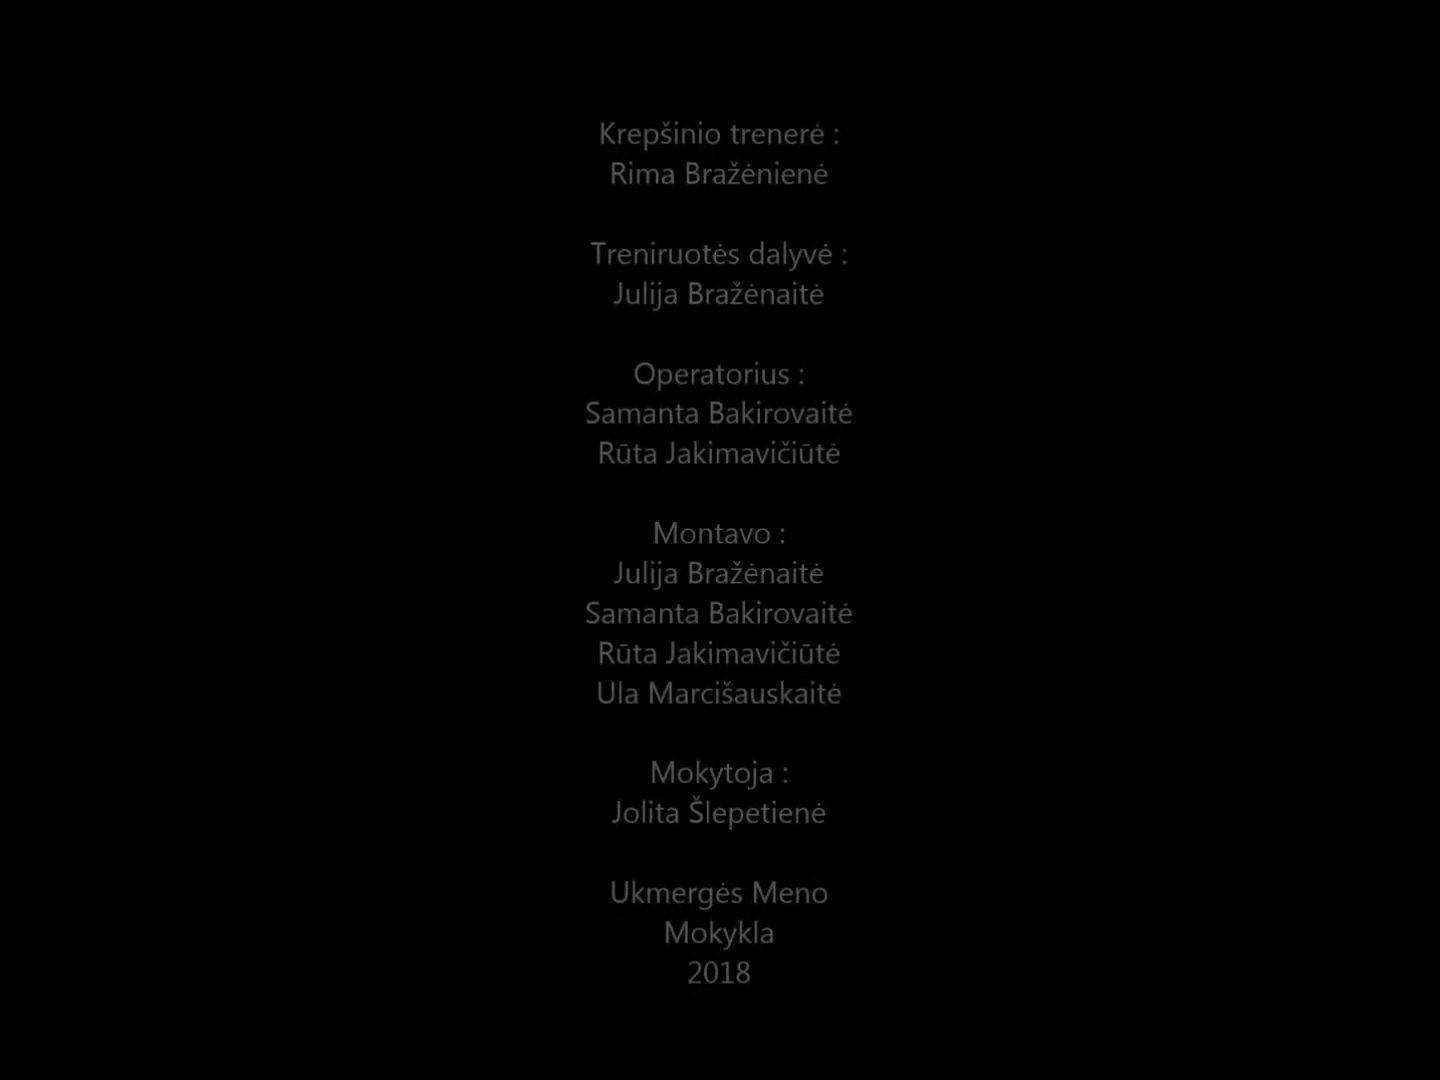 Krepšinio trenerė :
Rima Bražėnienė
Treniruotės dalyvė :
Julija Bražėnaitė
Operatorius :
Samanta Bakirovaitė
Rūta Jakimavičiūtė
Montavo :
Julija Bražėnaitė
Samanta Bakirovaitė
Rūta Jakimavičiūtė
Ula Marcišauskaitė
Mokytoja :
Jolita Šlepetienė
Ukmergės Meno
Mokykla
2018